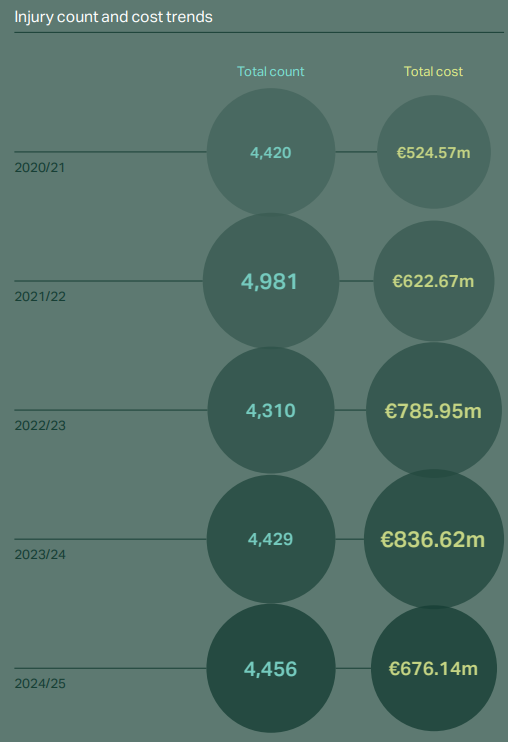 Injury count and cost trends
Total count Total cost
4,420 €524.57m
2020/21
4,981 €622.67m
2021/22
4,310 €785.95m
2022/23
4,429 €836.62m
2023/24
4,456 €676.14m
2024/25